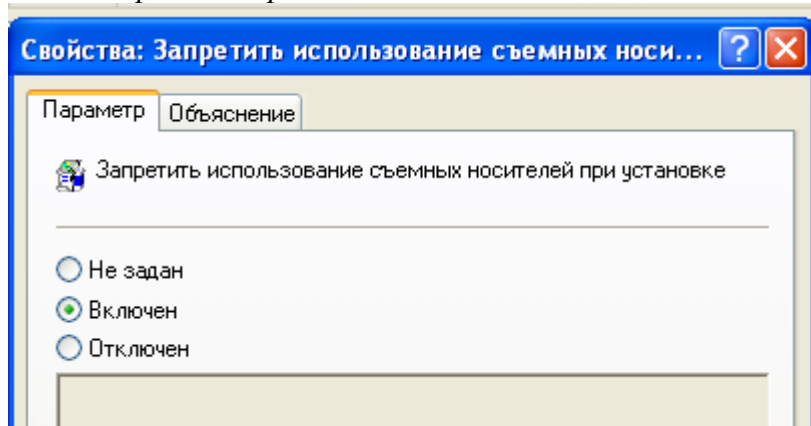 Свойства: Запретить использование съемных носи...
Параметр
Объяснение
Запретить использование съемных носителей при установке
Не задан
Включен
Отключен